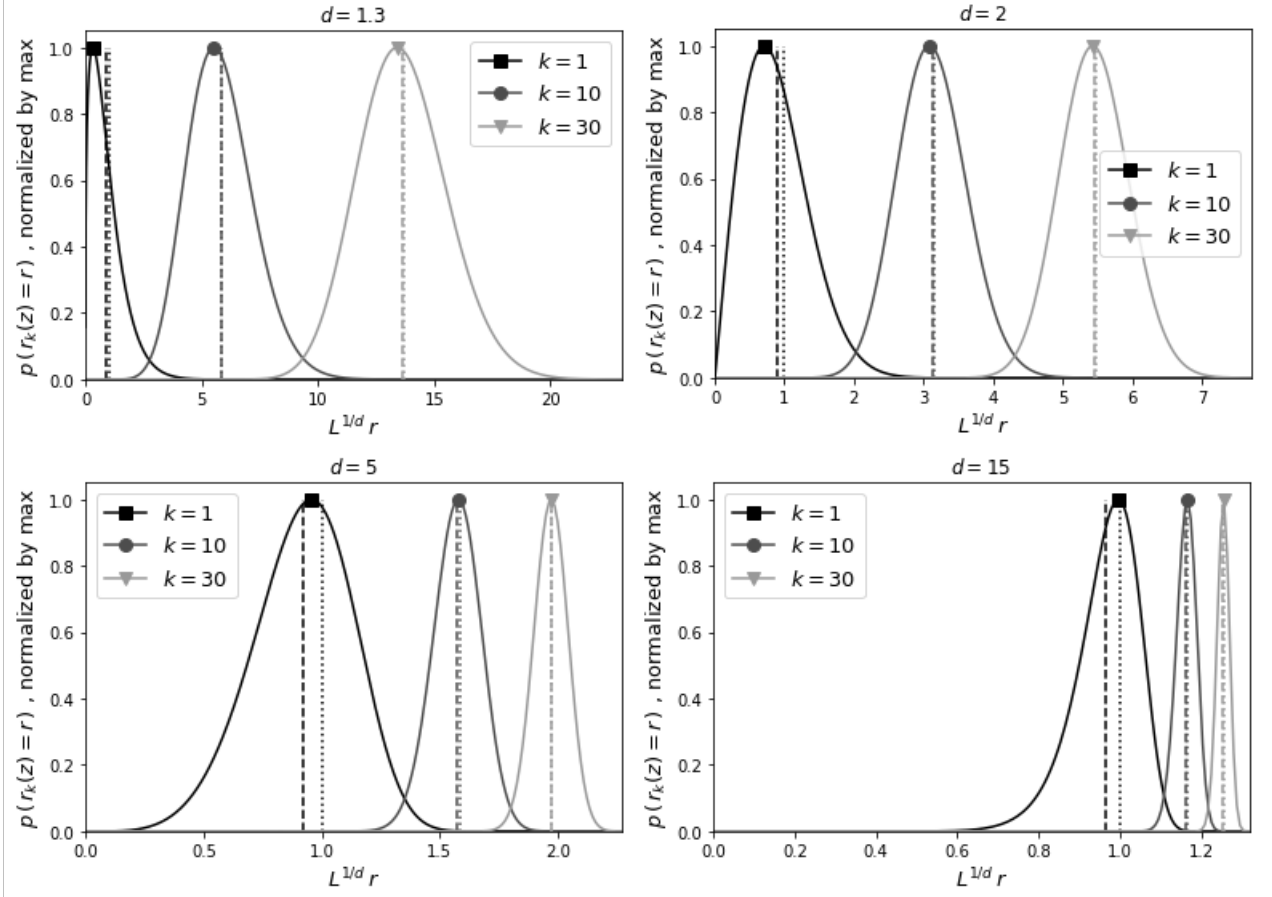 d = 1.3
p ( r_k(z) = r ) , normalized by max
1.0
0.8
0.6
0.4
0.2
0.0
k = 1
k = 10
k = 30
0 5 10 15 20
L^{1/d} r
d = 2
p ( r_k(z) = r ) , normalized by max
1.0
0.8
0.6
0.4
0.2
0.0
k = 1
k = 10
k = 30
0 1 2 3 4 5 6 7
L^{1/d} r
d = 5
p ( r_k(z) = r ) , normalized by max
1.0
0.8
0.6
0.4
0.2
0.0
k = 1
k = 10
k = 30
0.0 0.5 1.0 1.5 2.0
L^{1/d} r
d = 15
p ( r_k(z) = r ) , normalized by max
1.0
0.8
0.6
0.4
0.2
0.0
k = 1
k = 10
k = 30
0.0 0.2 0.4 0.6 0.8 1.0 1.2
L^{1/d} r